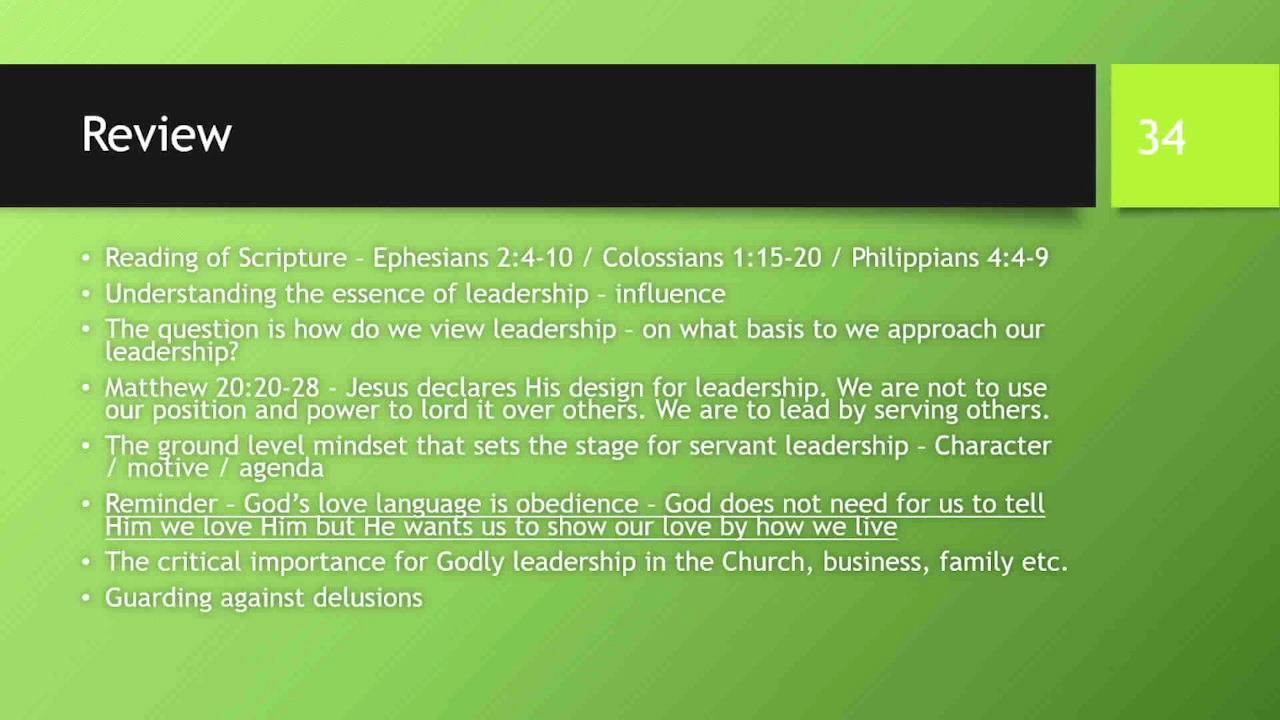 Review
34
• Reading of Scripture – Ephesians 2:4-10 / Colossians 1:15-20 / Philippians 4:4-9
• Understanding the essence of leadership – influence
• The question is how do we view leadership – on what basis to we approach our
leadership?
• Matthew 20:20-28 - Jesus declares His design for leadership. We are not to use
our position and power to lord it over others. We are to lead by serving others.
• The ground level mindset that sets the stage for servant leadership – Character
/ motive / agenda
• Reminder – God’s love language is obedience – God does not need for us to tell
Him we love Him but He wants us to show our love by how we live
• The critical importance for Godly leadership in the Church, business, family etc.
• Guarding against delusions